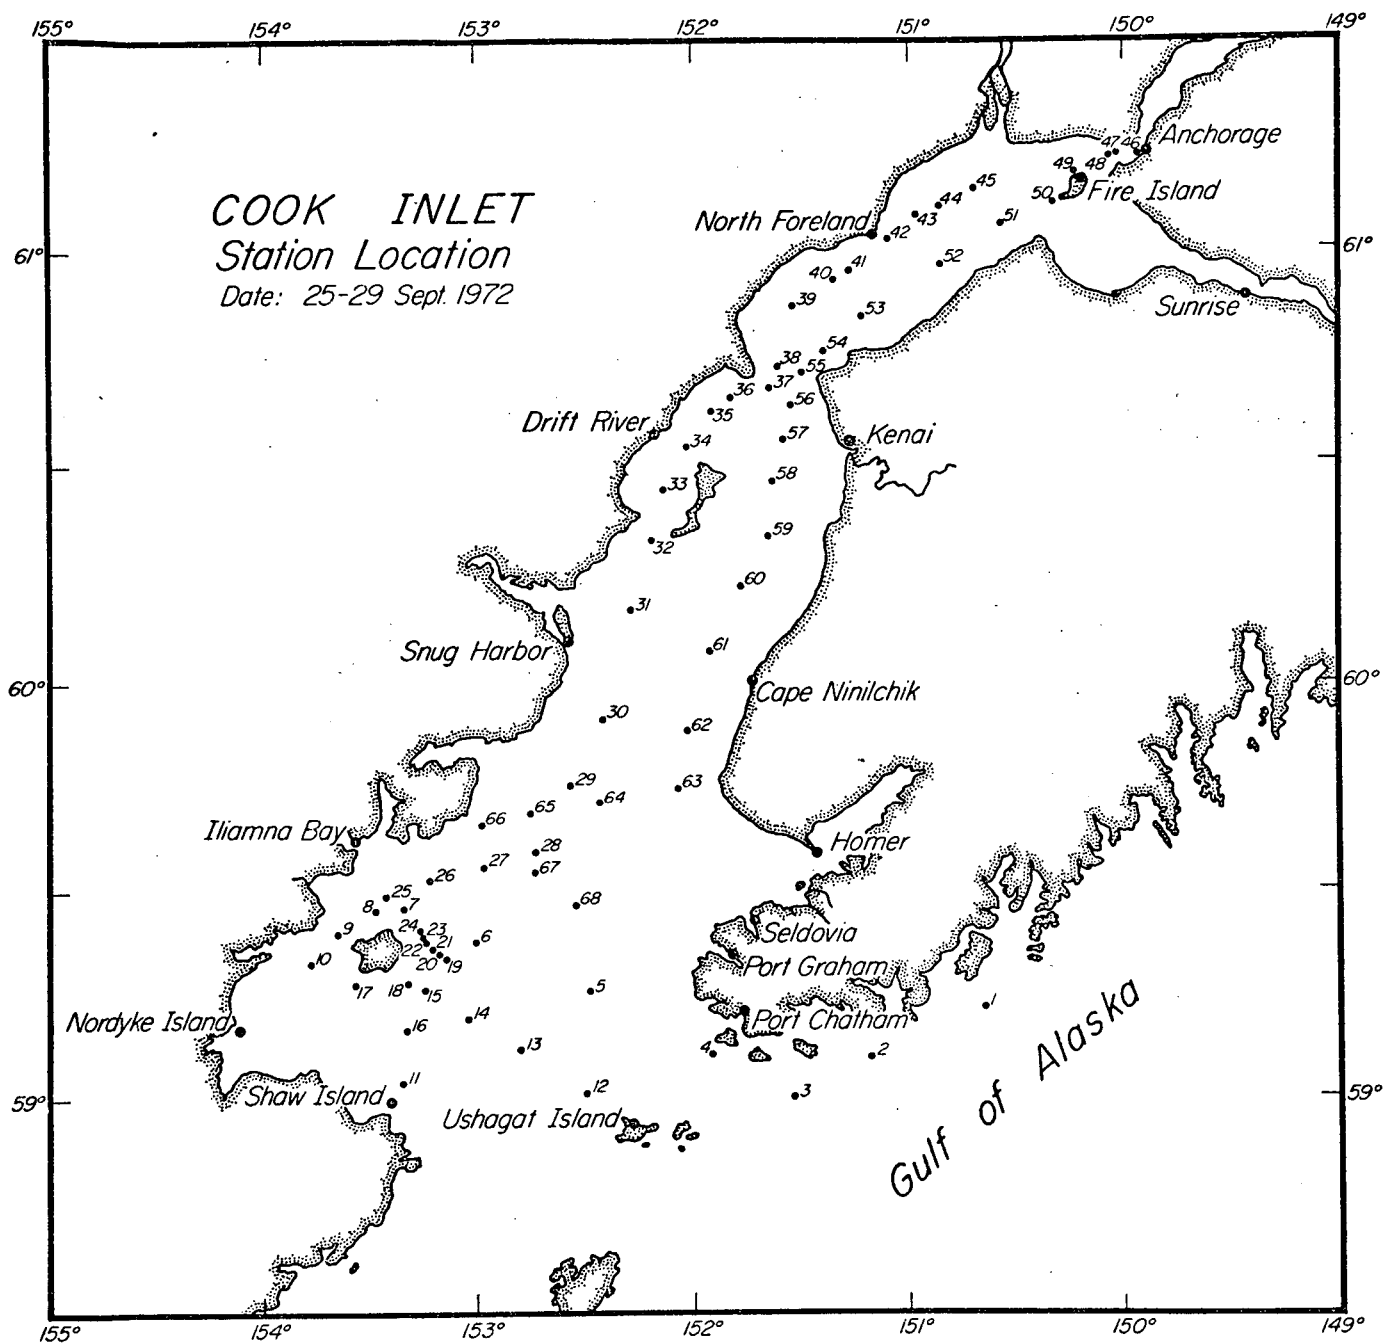 155° 154° 153° 152° 151° 150° 149°
COOK INLET
Station Location
Date: 25-29 Sept. 1972
Anchorage
47 46
49 48
Fire Island
45
50
44
43
51
North Foreland
42
61°
52
41
40
Sunrise
39
53
54
38
55
37
36
56
35
Drift River
57
Kenai
34
58
33
59
32
60
31
Snug Harbor
61
60° 60°
Cape Ninilchik
30
62
29
63
64
65
66
Iliamna Bay
Homer
28
27
67
26
25
68
8 7
24 23
9
6
Seldovia
22 21
20 19
10
Port Graham
18 15
17
5
1
Nordyke Island
14
Port Chatham
16
13
4
2
11
12
3
59° 59°
Shaw Island
Ushagat Island
Gulf of Alaska
155° 154° 153° 152° 151° 150° 149°